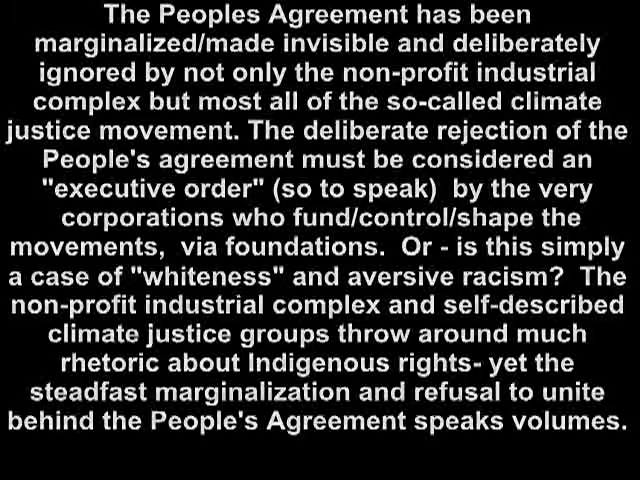 The Peoples Agreement has been
marginalized/made invisible and deliberately
ignored by not only the non-profit industrial
complex but most all of the so-called climate
justice movement. The deliberate rejection of the
People's agreement must be considered an
"executive order" (so to speak)  by the very
corporations who fund/control/shape the
movements,  via foundations.  Or - is this simply
a case of "whiteness" and aversive racism?  The
non-profit industrial complex and self-described
climate justice groups throw around much
rhetoric about Indigenous rights- yet the
steadfast marginalization and refusal to unite
behind the People's Agreement speaks volumes.